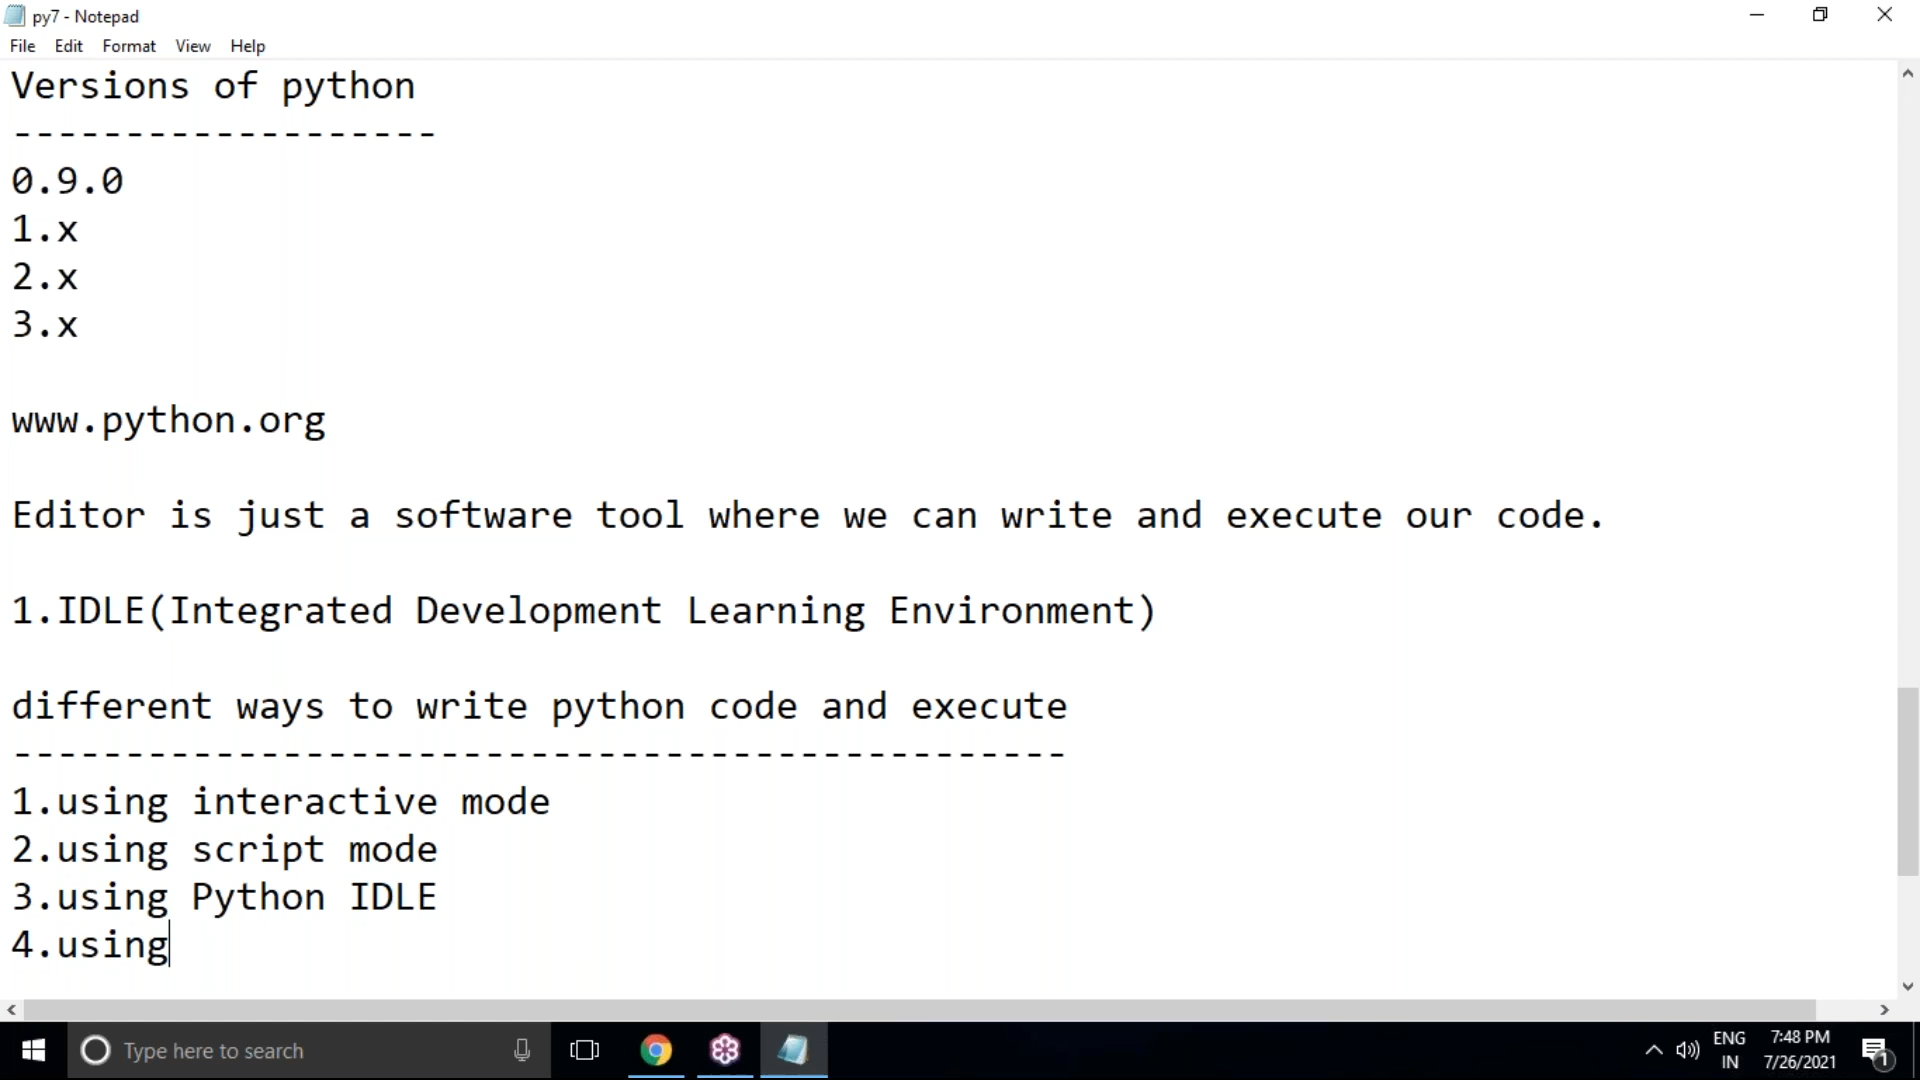 py7 - Notepad
File Edit Format View Help
Versions of python
-------------------
0.9.0
1.x
2.x
3.x
www.python.org
Editor is just a software tool where we can write and execute our code.
1.IDLE(Integrated Development Learning Environment)
different ways to write python code and execute
-----------------------------------------------
1.using interactive mode
2.using script mode
3.using Python IDLE
4.using
Type here to search
ENG
IN
7:48 PM
7/26/2021
1